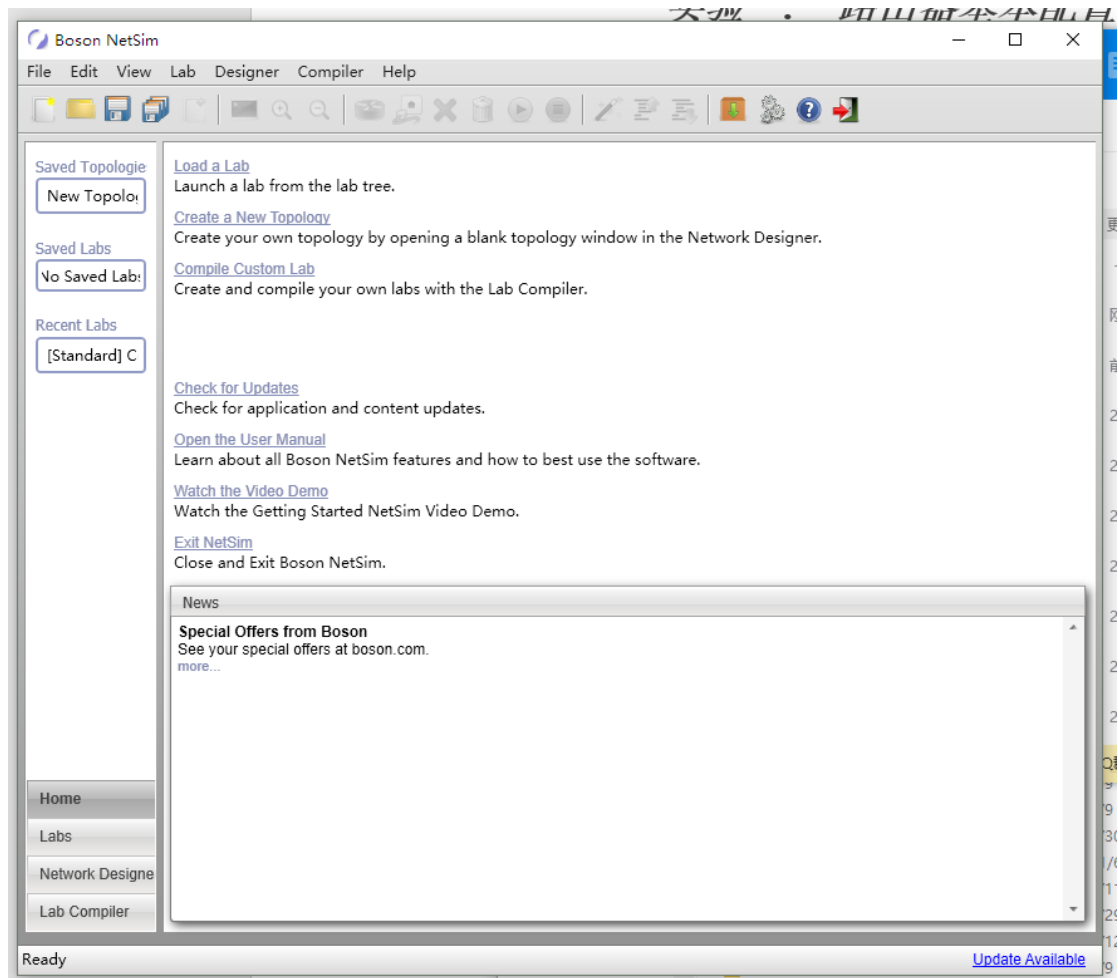 Boson NetSim
File Edit View Lab Designer Compiler Help
Saved Topologie
New Topolo
Saved Labs
No Saved Labs
Recent Labs
[Standard] C
Load a Lab
Launch a lab from the lab tree.
Create a New Topology
Create your own topology by opening a blank topology window in the Network Designer.
Compile Custom Lab
Create and compile your own labs with the Lab Compiler.
Check for Updates
Check for application and content updates.
Open the User Manual
Learn about all Boson NetSim features and how to best use the software.
Watch the Video Demo
Watch the Getting Started NetSim Video Demo.
Exit NetSim
Close and Exit Boson NetSim.
News
Special Offers from Boson
See your special offers at boson.com.
more...
Home
Labs
Network Designe
Lab Compiler
Ready
Update Available